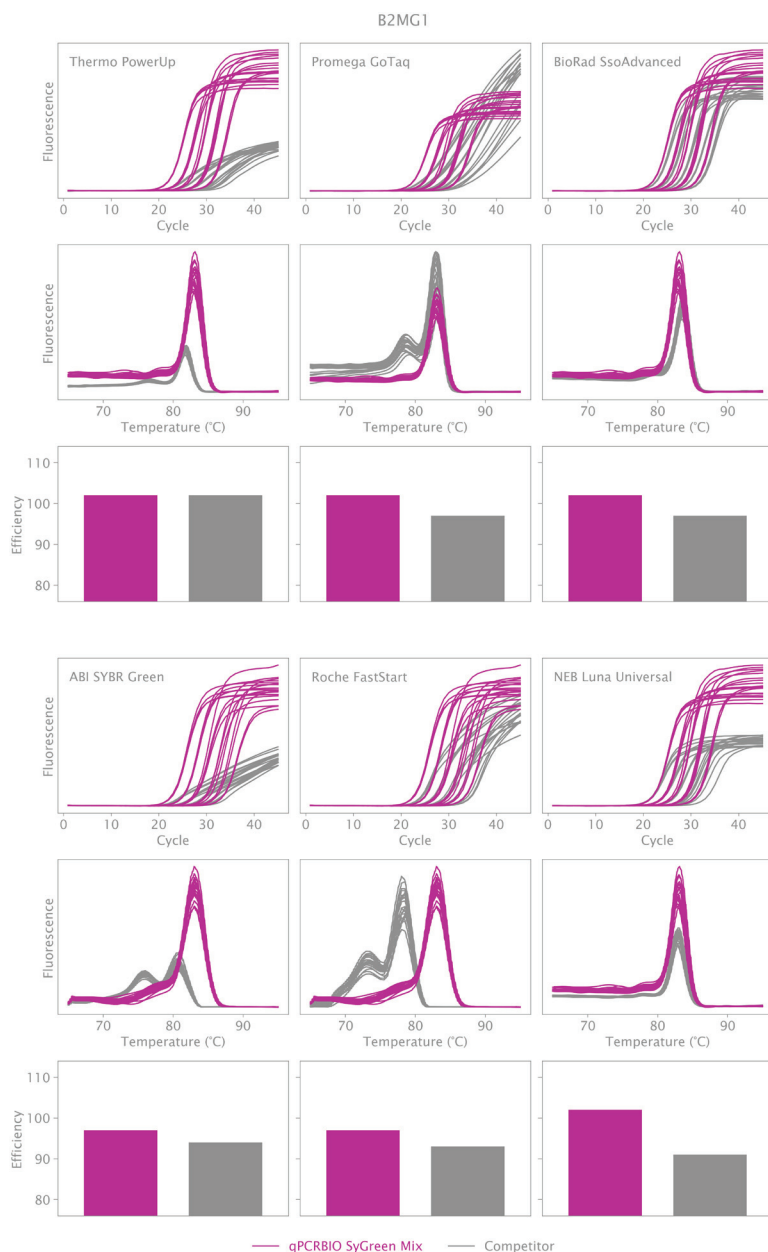 B2MG1
Thermo PowerUp
Promega GoTaq
BioRad SsoAdvanced
Fluorescence
0 10 20 30 40
0 10 20 30 40
0 10 20 30 40
Cycle
Cycle
Cycle
Fluorescence
70 80 90
70 80 90
70 80 90
Temperature (°C)
Temperature (°C)
Temperature (°C)
Efficiency
110
100
90
80
ABI SYBR Green
Roche FastStart
NEB Luna Universal
Fluorescence
0 10 20 30 40
0 10 20 30 40
0 10 20 30 40
Cycle
Cycle
Cycle
Fluorescence
70 80 90
70 80 90
70 80 90
Temperature (°C)
Temperature (°C)
Temperature (°C)
Efficiency
110
100
90
80
qPCRBIO SyGreen Mix
Competitor